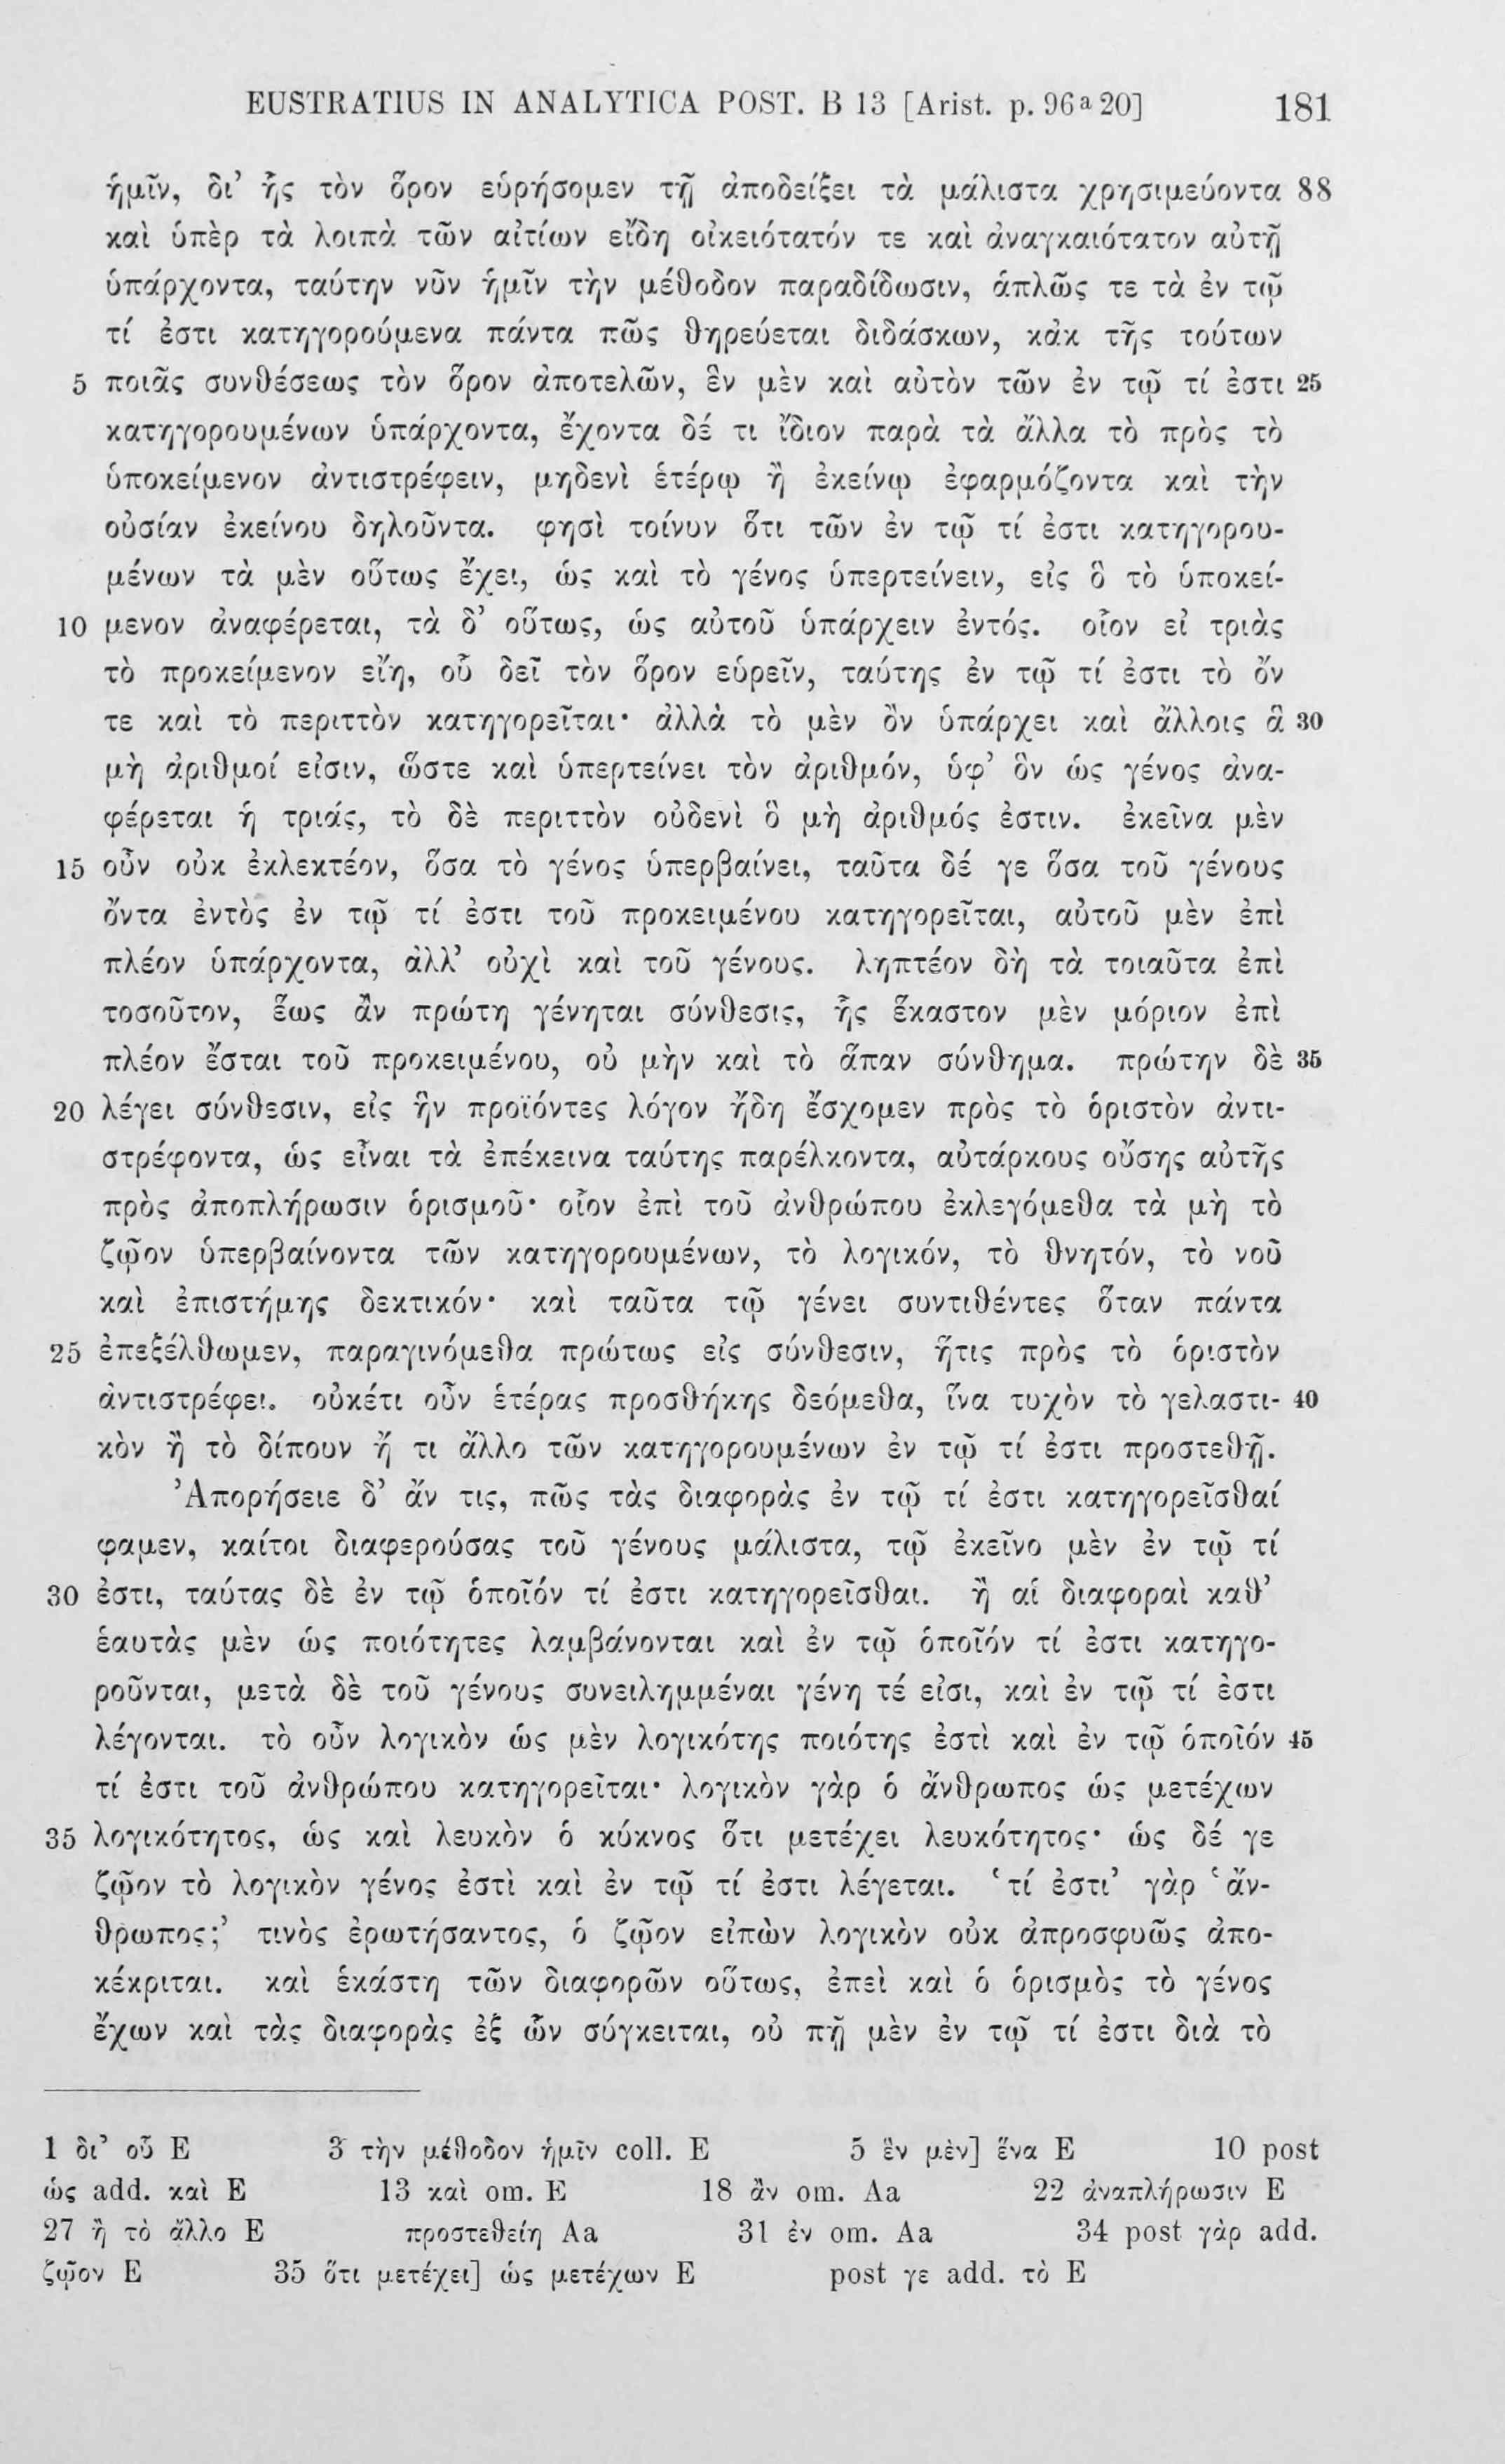 EUSTRATIUS IN ANALYTICA POST. B 13 [Arist. p. 96ª 20] 181
ἡμῖν, δι’ ἧς τὸν ὅρον εὑρήσομεν τῇ ἀποδείξει τὰ μάλιστα χρησιμεύοντα 88
καὶ ὑπὲρ τὰ λοιπὰ τῶν αἰτίων εἴδη οἰκειότατόν τε καὶ ἀναγκαιότατον αὐτῇ
ὑπάρχοντα, ταύτην νῦν ἡμῖν τὴν μέθοδον παραδίδωσιν, ἁπλῶς τε τὰ ἐν τῷ
τί ἐστι κατηγορούμενα πάντα πῶς θηρεύεται διδάσκων, κἀκ τῆς τούτων
5 ποιᾶς συνθέσεως τὸν ὅρον ἀποτελῶν, ἓν μὲν καὶ αὐτὸν τῶν ἐν τῷ τί ἐστι 25
κατηγορουμένων ὑπάρχοντα, ἔχοντα δέ τι ἴδιον παρὰ τὰ ἄλλα τὸ πρὸς τὸ
ὑποκείμενον ἀντιστρέφειν, μηδενὶ ἑτέρῳ ἢ ἐκείνῳ ἐφαρμόζοντα καὶ τὴν
οὐσίαν ἐκείνου δηλοῦντα. φησὶ τοίνυν ὅτι τῶν ἐν τῷ τί ἐστι κατηγορου-
μένων τὰ μὲν οὕτως ἔχει, ὡς καὶ τὸ γένος ὑπερτείνειν, εἰς ὃ τὸ ὑποκεί-
10 μενον ἀναφέρεται, τὰ δ’ οὕτως, ὡς αὐτοῦ ὑπάρχειν ἐντός. οἷον εἰ τριὰς
τὸ προκείμενον εἴη, οὗ δεῖ τὸν ὅρον εὑρεῖν, ταύτης ἐν τῷ τί ἐστι τὸ ὄν
τε καὶ τὸ περιττὸν κατηγορεῖται· ἀλλὰ τὸ μὲν ὂν ὑπάρχει καὶ ἄλλοις ἃ 30
μὴ ἀριθμοί εἰσιν, ὥστε καὶ ὑπερτείνει τὸν ἀριθμόν, ὑφ’ ὃν ὡς γένος ἀνα-
φέρεται ἡ τριάς, τὸ δὲ περιττὸν οὐδενὶ ὃ μὴ ἀριθμός ἐστιν. ἐκεῖνα μὲν
15 οὖν οὐκ ἐκλεκτέον, ὅσα τὸ γένος ὑπερβαίνει, ταῦτα δέ γε ὅσα τοῦ γένους
ὄντα ἐντὸς ἐν τῷ τί ἐστι τοῦ προκειμένου κατηγορεῖται, αὐτοῦ μὲν ἐπὶ
πλέον ὑπάρχοντα, ἀλλ’ οὐχὶ καὶ τοῦ γένους. ληπτέον δὴ τὰ τοιαῦτα ἐπὶ
τοσοῦτον, ἕως ἂν πρώτη γένηται σύνθεσις, ἧς ἕκαστον μὲν μόριον ἐπὶ
πλέον ἔσται τοῦ προκειμένου, οὐ μὴν καὶ τὸ ἅπαν σύνθημα. πρώτην δὲ 35
20 λέγει σύνθεσιν, εἰς ἣν προϊόντες λόγον ἤδη ἔσχομεν πρὸς τὸ ὁριστὸν ἀντι-
στρέφοντα, ὡς εἶναι τὰ ἐπέκεινα ταύτης παρέλκοντα, αὐτάρκους οὔσης αὐτῆς
πρὸς ἀποπλήρωσιν ὁρισμοῦ· οἷον ἐπὶ τοῦ ἀνθρώπου ἐκλεγόμεθα τὰ μὴ τὸ
ζῷον ὑπερβαίνοντα τῶν κατηγορουμένων, τὸ λογικόν, τὸ θνητόν, τὸ νοῦ
καὶ ἐπιστήμης δεκτικόν· καὶ ταῦτα τῷ γένει συντιθέντες ὅταν πάντα
25 ἐπεξέλθωμεν, παραγινόμεθα πρώτως εἰς σύνθεσιν, ἥτις πρὸς τὸ ὁριστὸν
ἀντιστρέφει. οὐκέτι οὖν ἑτέρας προσθήκης δεόμεθα, ἵνα τυχὸν τὸ γελαστι- 40
κὸν ἢ τὸ δίπουν ἤ τι ἄλλο τῶν κατηγορουμένων ἐν τῷ τί ἐστι προστεθῇ.
Ἀπορήσειε δ’ ἄν τις, πῶς τὰς διαφορὰς ἐν τῷ τί ἐστι κατηγορεῖσθαί
φαμεν, καίτοι διαφερούσας τοῦ γένους μάλιστα, τῷ ἐκεῖνο μὲν ἐν τῷ τί
30 ἐστι, ταύτας δὲ ἐν τῷ ὁποῖόν τί ἐστι κατηγορεῖσθαι. ἢ αἱ διαφοραὶ καθ’
ἑαυτὰς μὲν ὡς ποιότητες λαμβάνονται καὶ ἐν τῷ ὁποῖόν τί ἐστι κατηγο-
ροῦνται, μετὰ δὲ τοῦ γένους συνειλημμέναι γένη τέ εἰσι, καὶ ἐν τῷ τί ἐστι
λέγονται. τὸ οὖν λογικὸν ὡς μὲν λογικότης ποιότης ἐστὶ καὶ ἐν τῷ ὁποῖόν 45
τί ἐστι τοῦ ἀνθρώπου κατηγορεῖται· λογικὸν γὰρ ὁ ἄνθρωπος ὡς μετέχων
35 λογικότητος, ὡς καὶ λευκὸν ὁ κύκνος ὅτι μετέχει λευκότητος· ὡς δέ γε
ζῷον τὸ λογικὸν γένος ἐστὶ καὶ ἐν τῷ τί ἐστι λέγεται. ‘τί ἐστι’ γὰρ ‘ἄν-
θρωπος;’ τινὸς ἐρωτήσαντος, ὁ ζῷον εἰπὼν λογικὸν οὐκ ἀπροσφυῶς ἀπο-
κέκριται. καὶ ἑκάστη τῶν διαφορῶν οὕτως, ἐπεὶ καὶ ὁ ὁρισμὸς τὸ γένος
ἔχων καὶ τὰς διαφορὰς ἐξ ὧν σύγκειται, οὐ πῇ μὲν ἐν τῷ τί ἐστι διὰ τὸ
1 δι’ οὗ E 3 τὴν μέθοδον ἡμῖν coll. E 5 ἓν μὲν] ἕνα E 10 post
ὡς add. καὶ E 13 καὶ om. E 18 ἂν om. Aa 22 ἀναπλήρωσιν E
27 ἢ τὸ ἄλλο E προστεθείη Aa 31 ἐν om. Aa 34 post γὰρ add.
ζῷον E 35 ὅτι μετέχει] ὡς μετέχων E post γε add. τὸ E